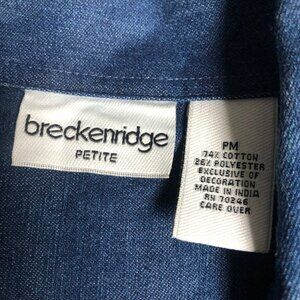 breckenridge
PETITE
PM
74% COTTON
26% POLYESTER
EXCLUSIVE OF
DECORATION
MADE IN INDIA
RN 70246
CARE OVER